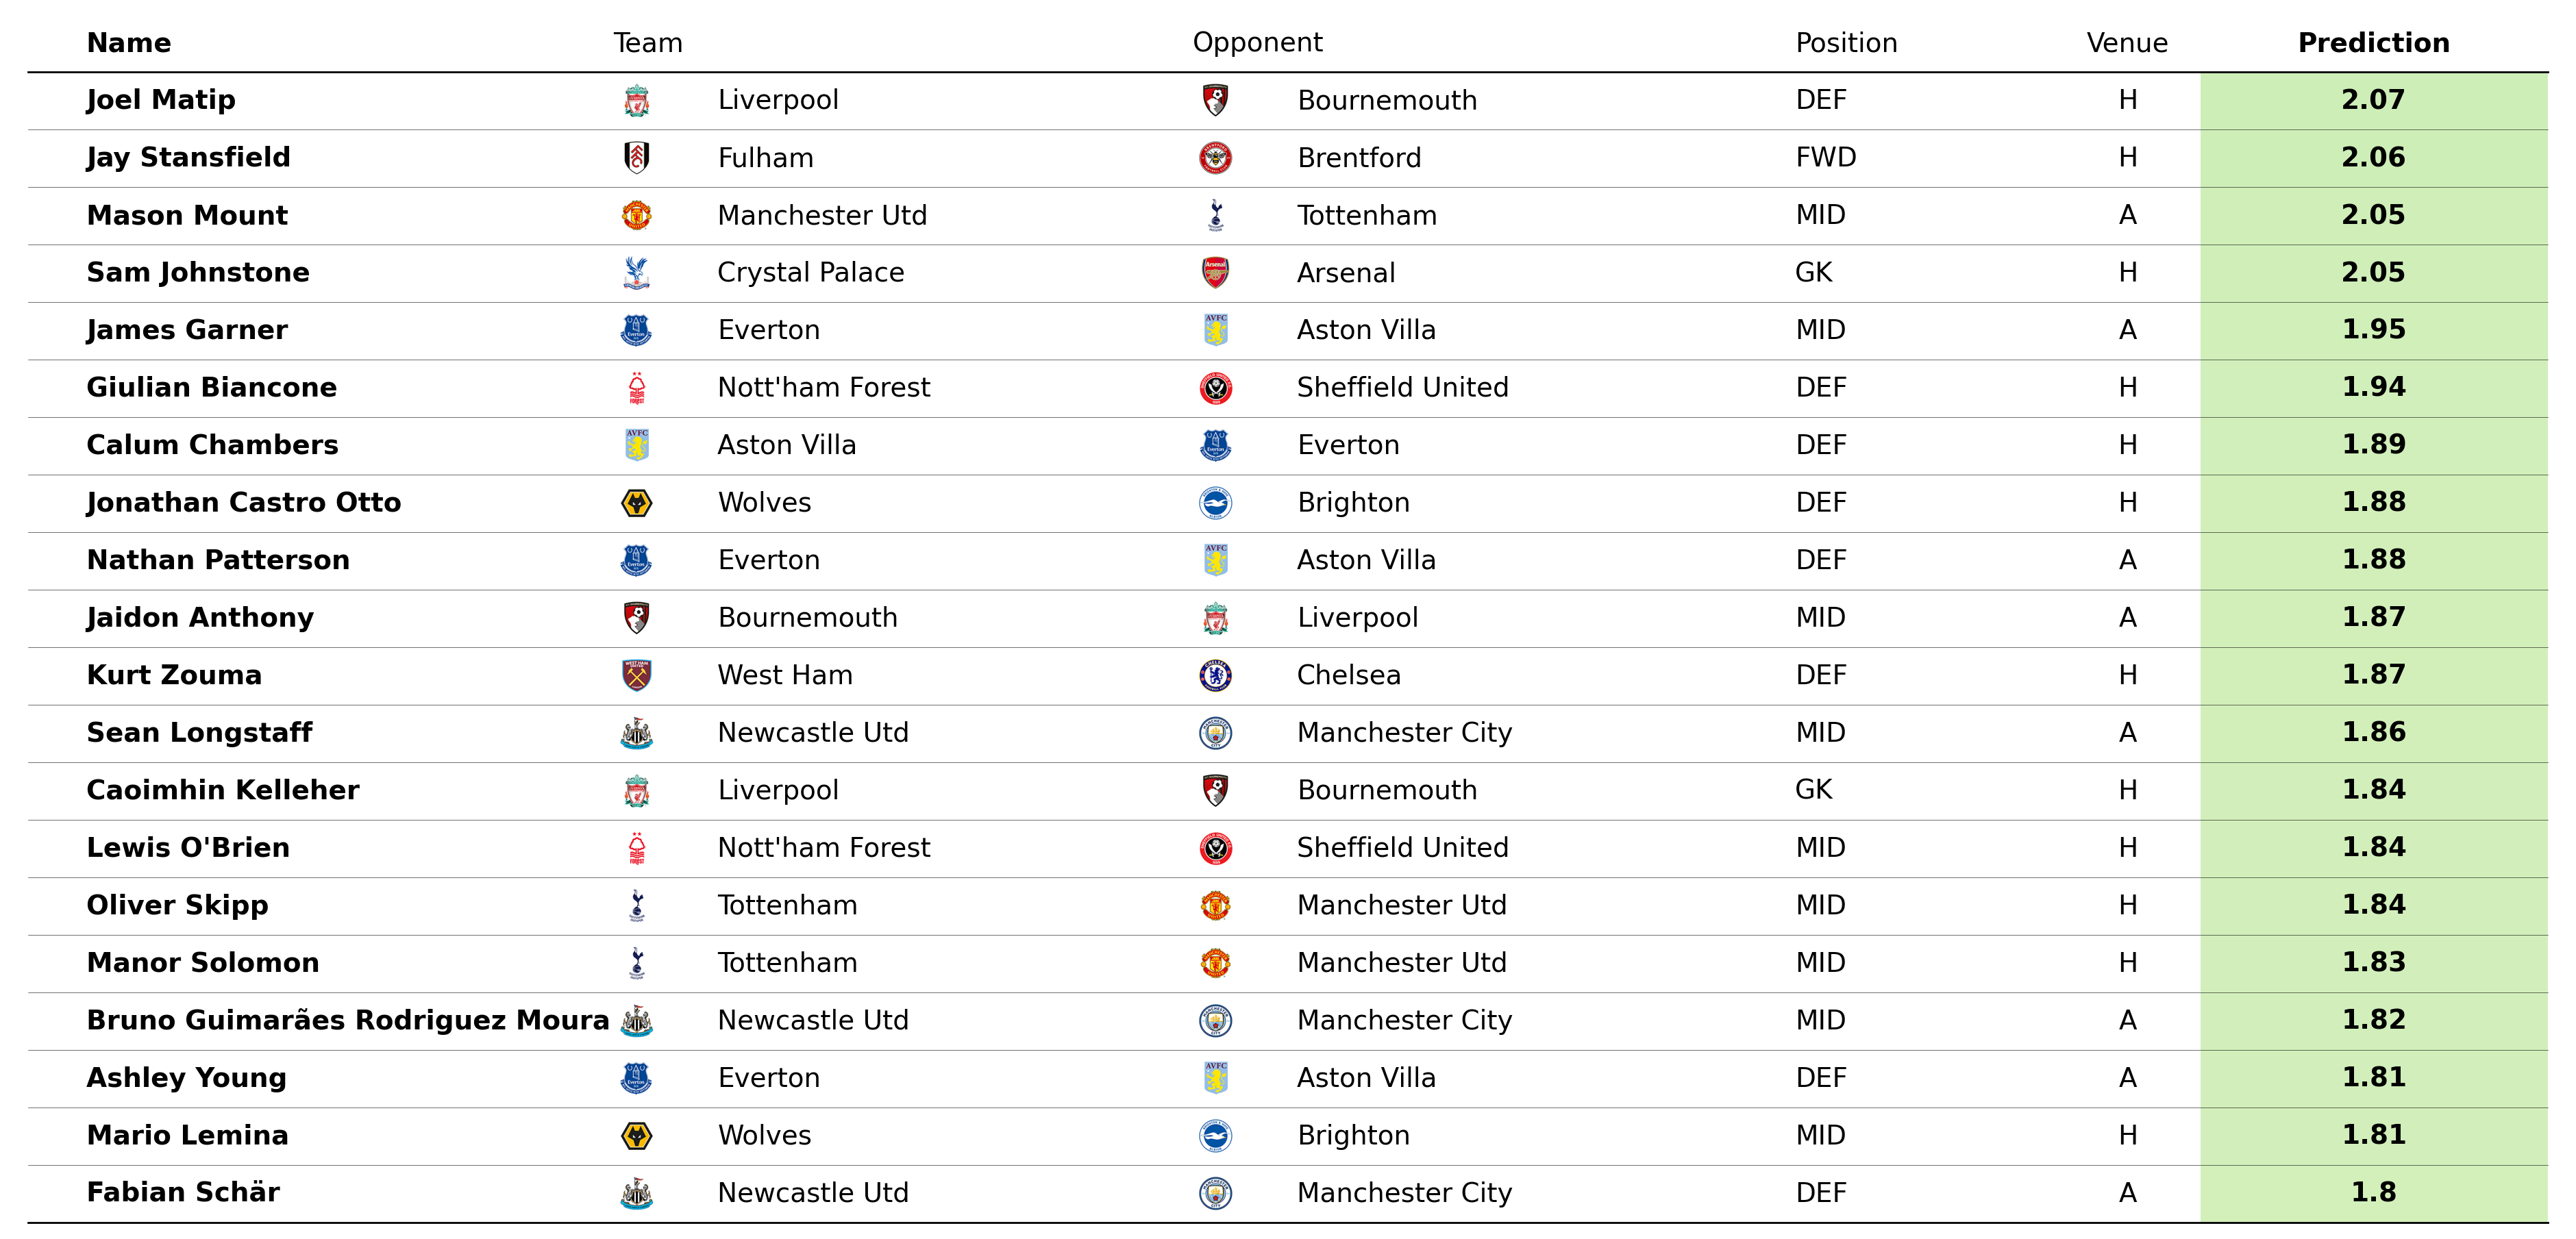 Name Team Opponent Position Venue Prediction
Joel Matip Liverpool Bournemouth DEF H 2.07
Jay Stansfield Fulham Brentford FWD H 2.06
Mason Mount Manchester Utd Tottenham MID A 2.05
Sam Johnstone Crystal Palace Arsenal GK H 2.05
James Garner Everton Aston Villa MID A 1.95
Giulian Biancone Nott'ham Forest Sheffield United DEF H 1.94
Calum Chambers Aston Villa Everton DEF H 1.89
Jonathan Castro Otto Wolves Brighton DEF H 1.88
Nathan Patterson Everton Aston Villa DEF A 1.88
Jaidon Anthony Bournemouth Liverpool MID A 1.87
Kurt Zouma West Ham Chelsea DEF H 1.87
Sean Longstaff Newcastle Utd Manchester City MID A 1.86
Caoimhin Kelleher Liverpool Bournemouth GK H 1.84
Lewis O'Brien Nott'ham Forest Sheffield United MID H 1.84
Oliver Skipp Tottenham Manchester Utd MID H 1.84
Manor Solomon Tottenham Manchester Utd MID H 1.83
Bruno Guimarães Rodriguez Moura Newcastle Utd Manchester City MID A 1.82
Ashley Young Everton Aston Villa DEF A 1.81
Mario Lemina Wolves Brighton MID H 1.81
Fabian Schär Newcastle Utd Manchester City DEF A 1.8